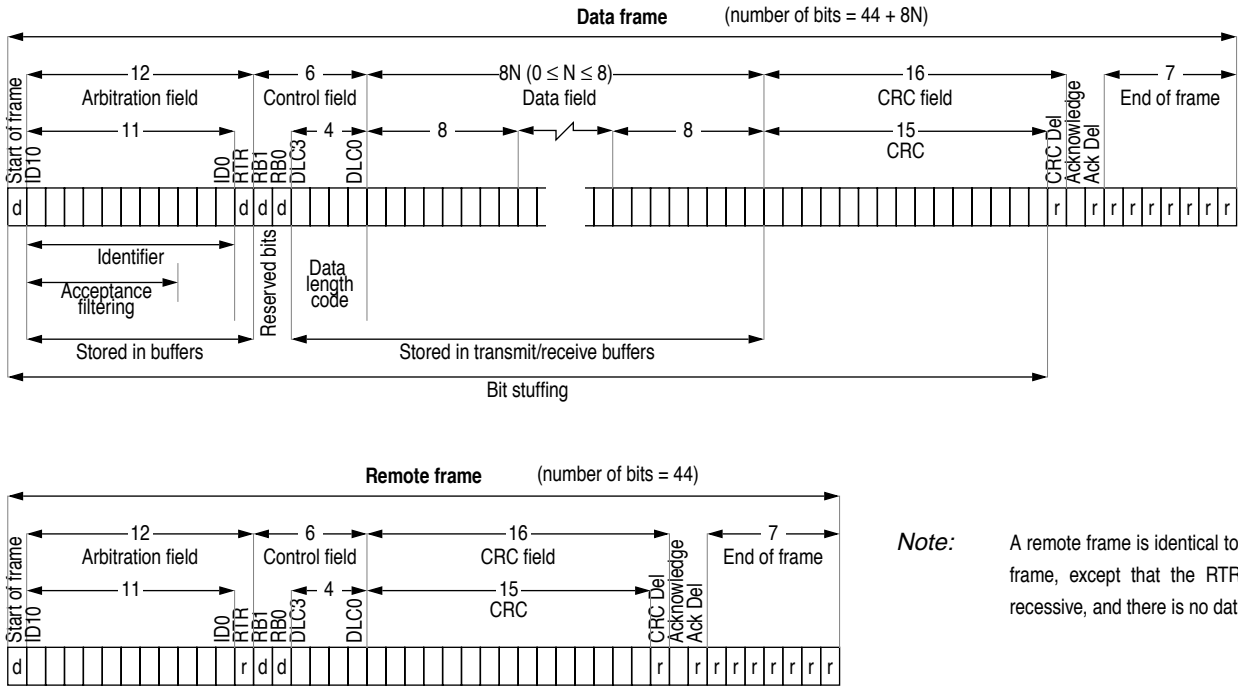 Data frame (number of bits = 44 + 8N)
12 6 8N (0 ≤ N ≤ 8) 16 7
Arbitration field Control field Data field CRC field End of frame
11 4 8 8 15
CRC
Start of frame ID10 ID0 RTR RB1 RB0 DLC3 DLC0 CRC Del Acknowledge Ack Del
d d d d r r r r r r r r r
Identifier
Acceptance
filtering
Reserved bits
Data
length
code
Stored in buffers Stored in transmit/receive buffers
Bit stuffing
Remote frame (number of bits = 44)
12 6 16 7
Arbitration field Control field CRC field End of frame
11 4 15
CRC
Start of frame ID10 ID0 RTR RB1 RB0 DLC3 DLC0 CRC Del Acknowledge Ack Del
d r d d r r r r r r r r r
Note: A remote frame is identical to
frame, except that the RTR
recessive, and there is no dat